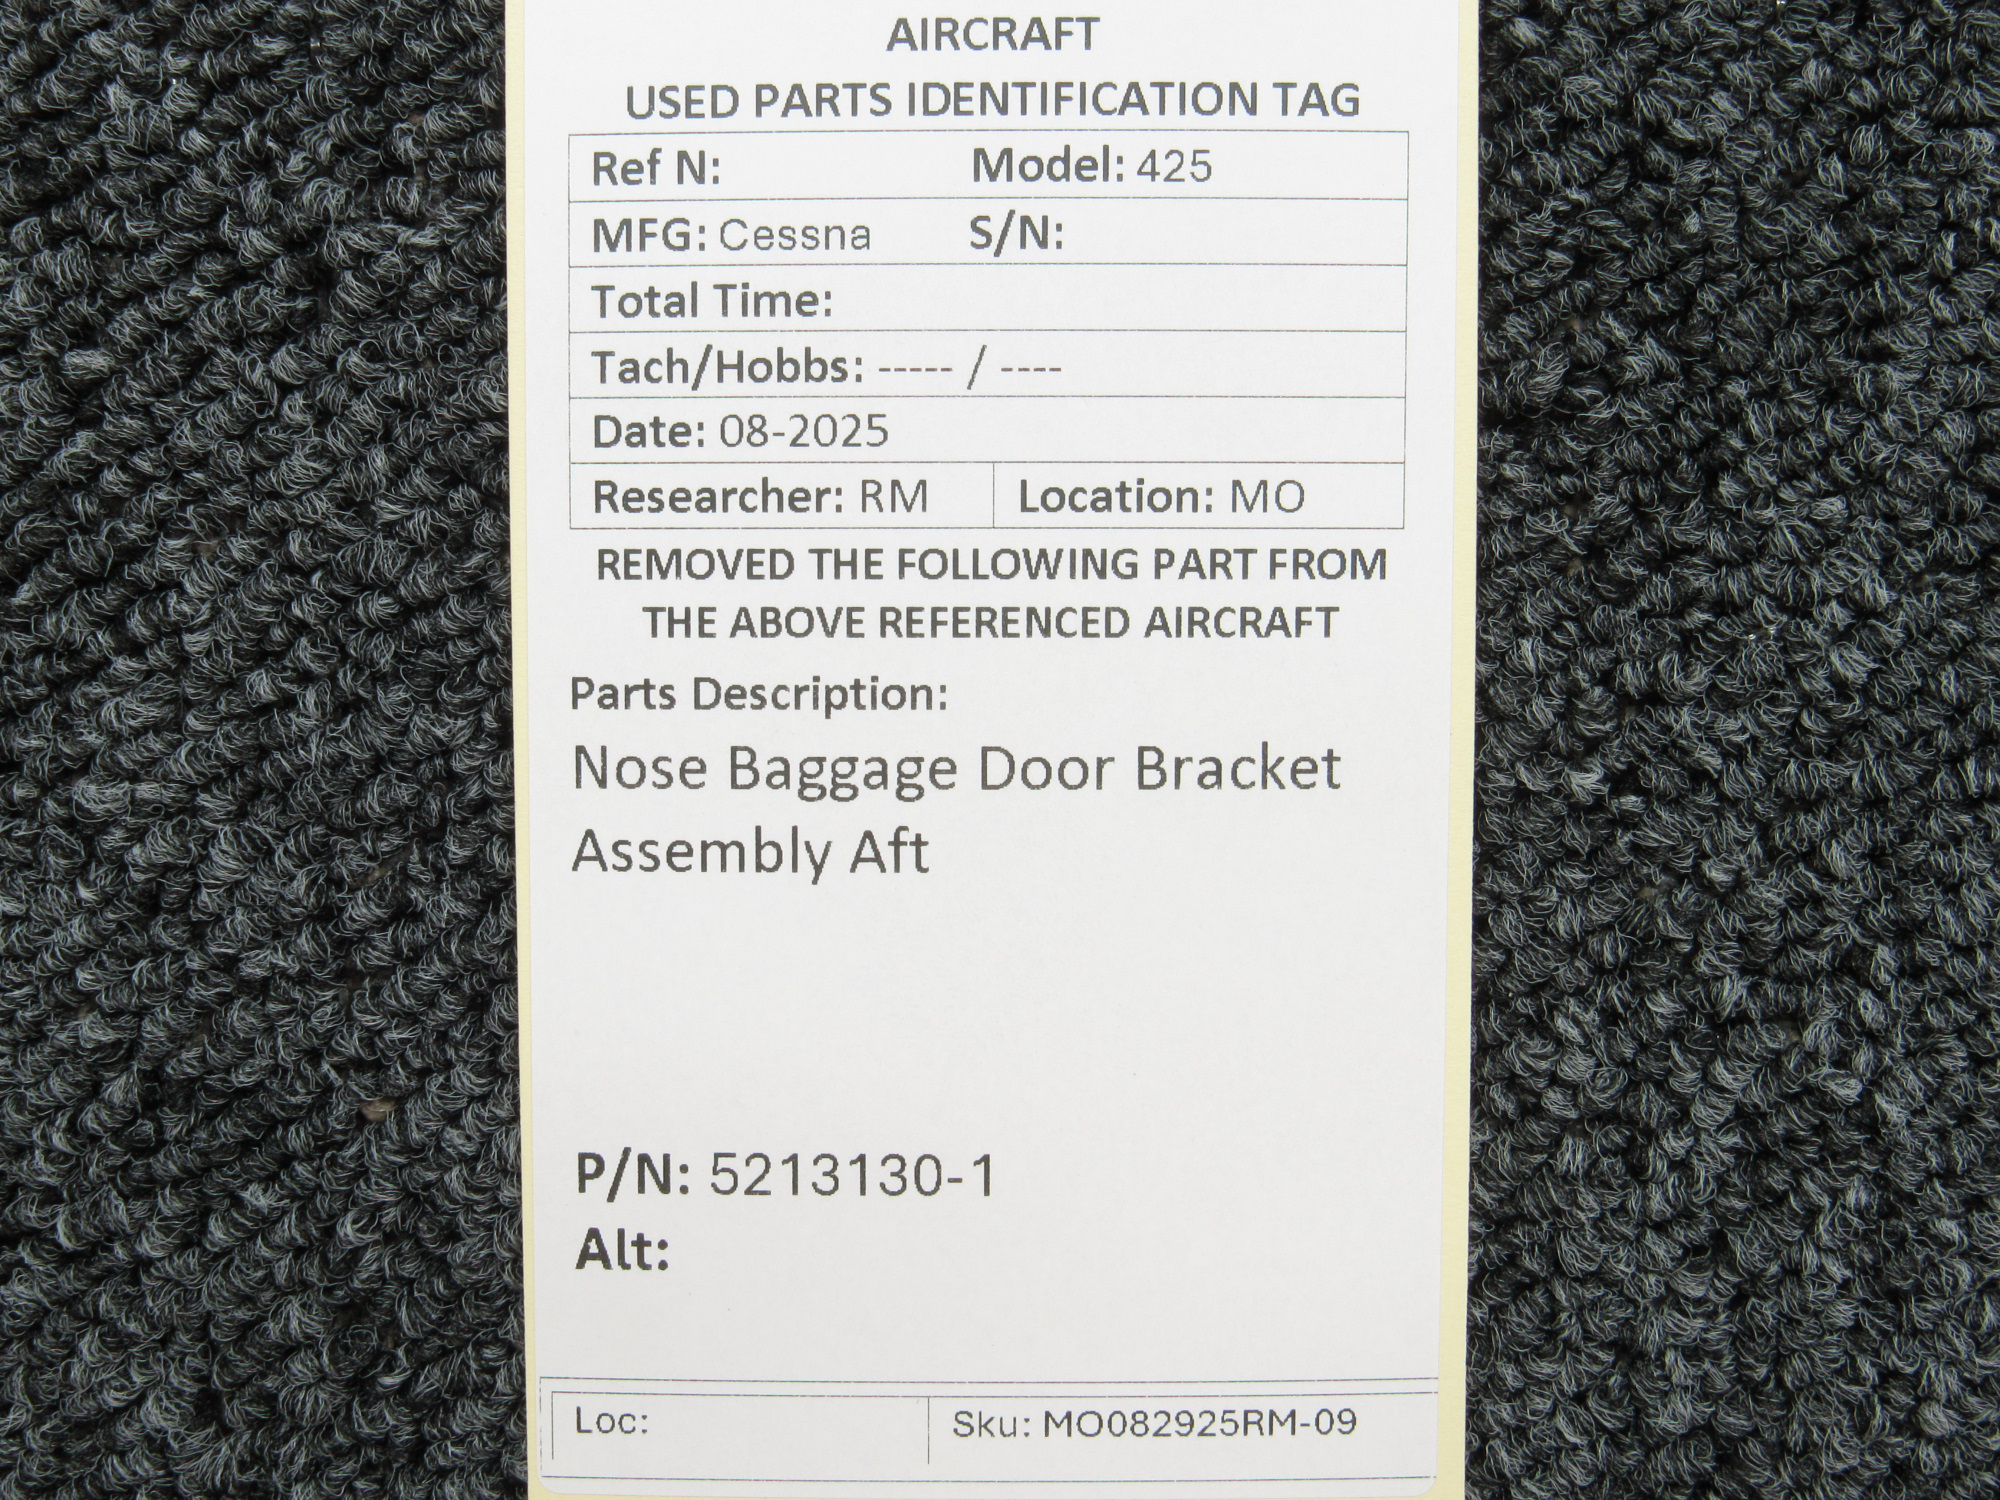 AIRCRAFT
USED PARTS IDENTIFICATION TAG
Ref N: Model: 425
MFG: Cessna S/N:
Total Time:
Tach/Hobbs: ----- / ----
Date: 08-2025
Researcher: RM Location: MO
REMOVED THE FOLLOWING PART FROM
THE ABOVE REFERENCED AIRCRAFT
Parts Description:
Nose Baggage Door Bracket
Assembly Aft
P/N: 5213130-1
Alt:
Loc: Sku: MO082925RM-09